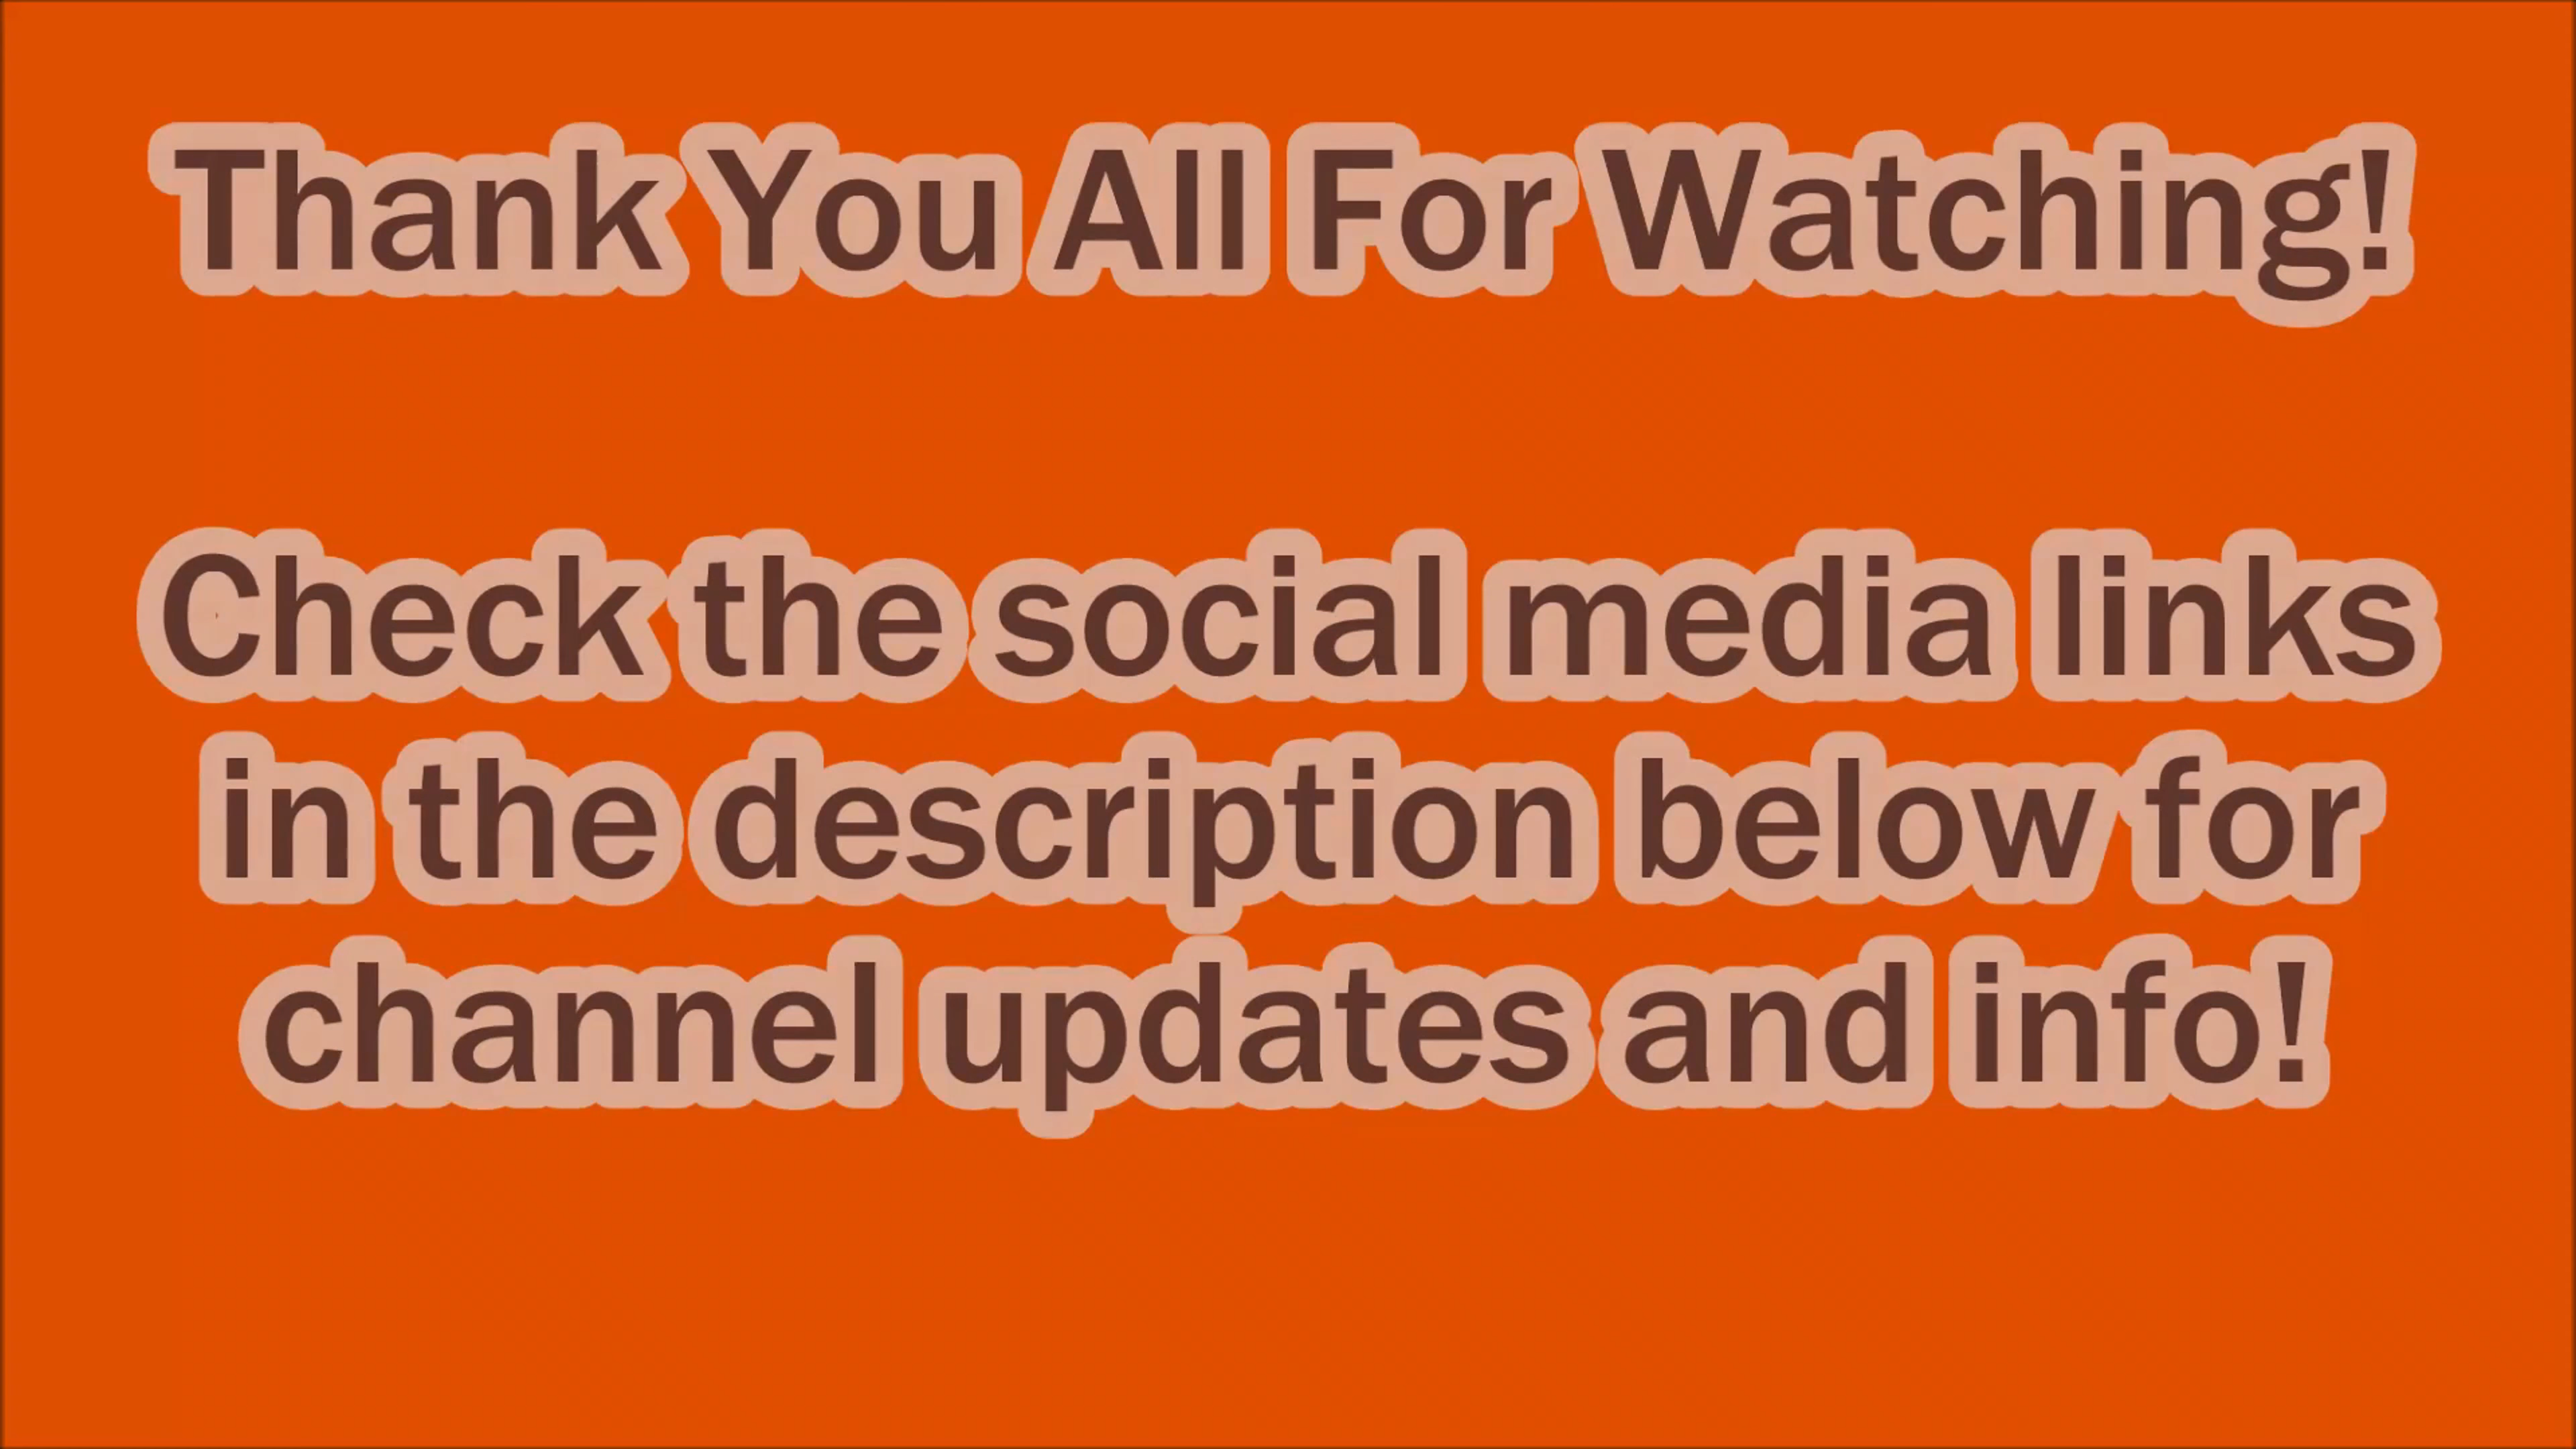 Thank You All For Watching!
Check the social media links
in the description below for
channel updates and info!